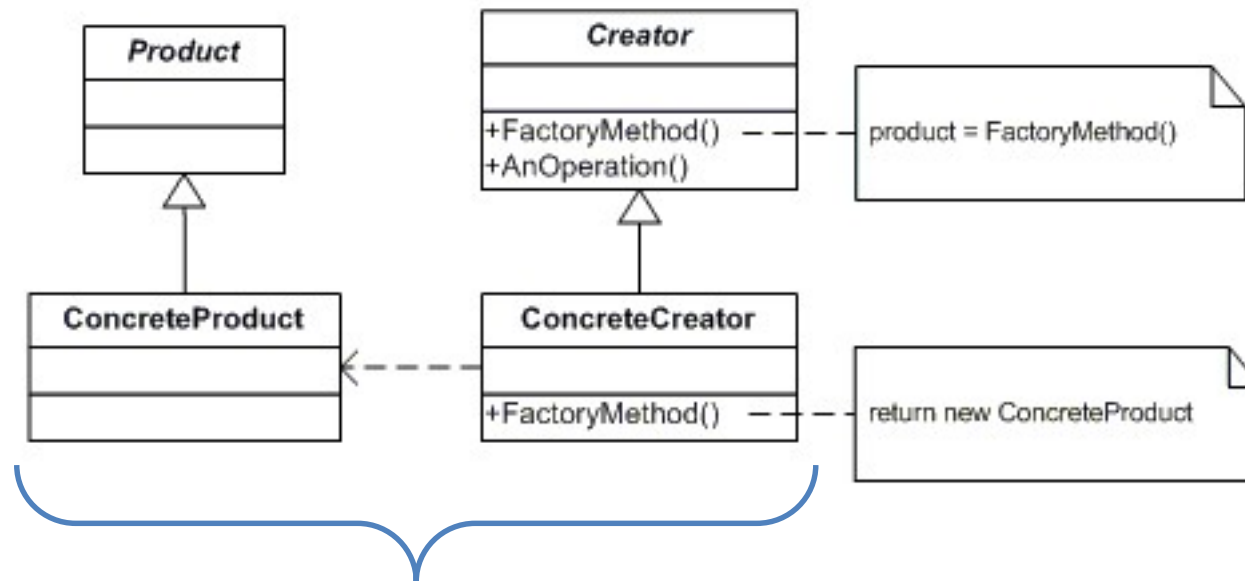 Product
Creator
+FactoryMethod()
+AnOperation()
product = FactoryMethod()
ConcreteProduct
ConcreteCreator
+FactoryMethod()
return new ConcreteProduct